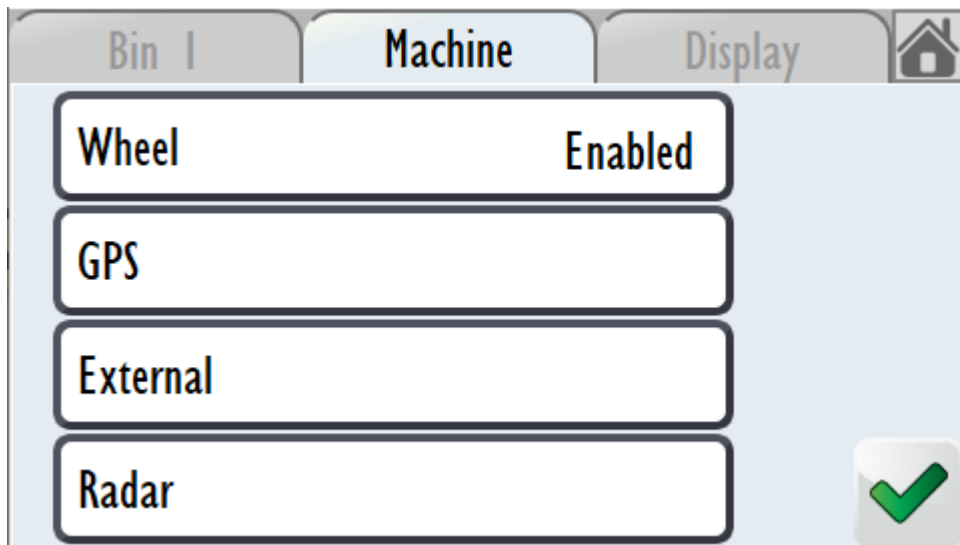 Bin 1 Machine Display
Wheel Enabled
GPS
External
Radar